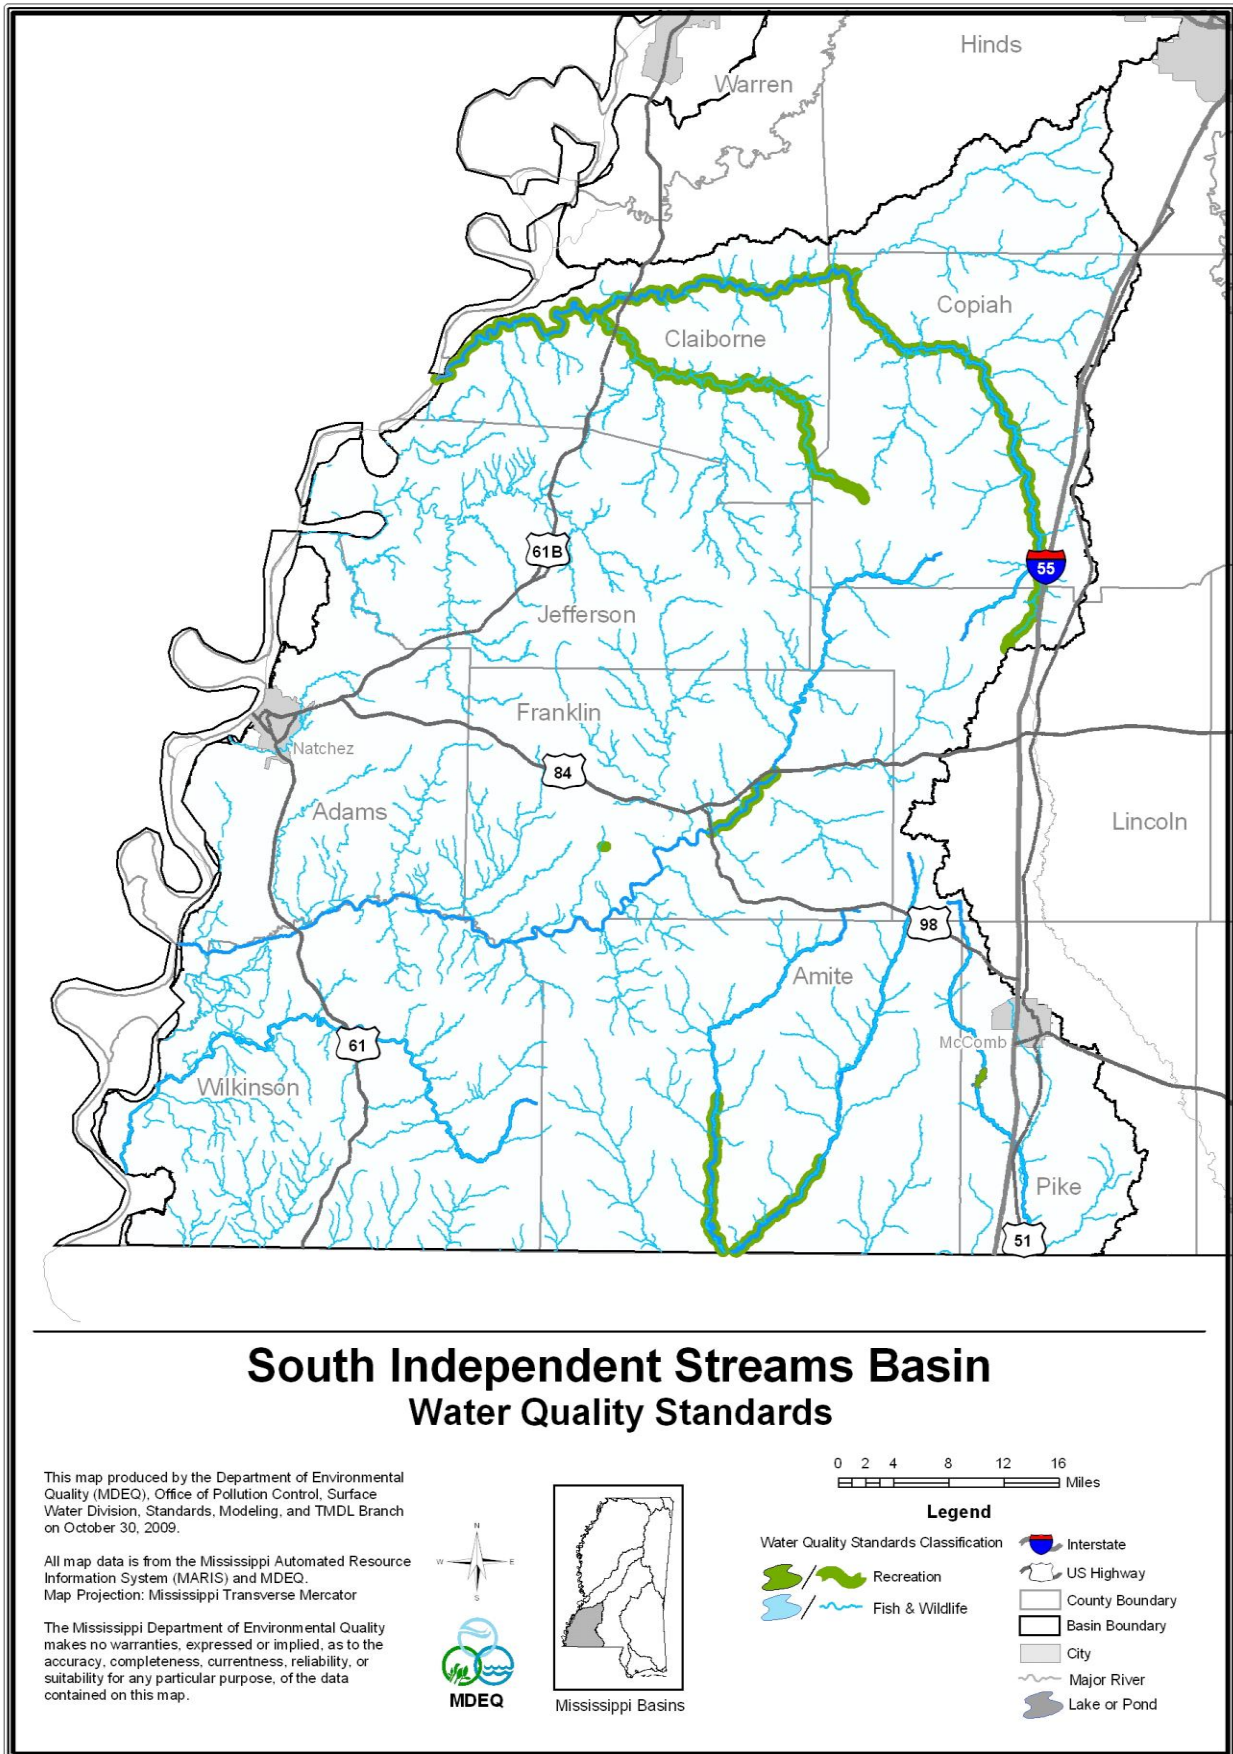 Hinds
Warren
Copiah
Claiborne
61B
55
Jefferson
Franklin
Natchez
84
Adams
Lincoln
98
Amite
McComb
61
Wilkinson
Pike
51
South Independent Streams Basin
Water Quality Standards
This map produced by the Department of Environmental
Quality (MDEQ), Office of Pollution Control, Surface
Water Division, Standards, Modeling, and TMDL Branch
on October 30, 2009.
All map data is from the Mississippi Automated Resource
Information System (MARIS) and MDEQ.
Map Projection: Mississippi Transverse Mercator
The Mississippi Department of Environmental Quality
makes no warranties, expressed or implied, as to the
accuracy, completeness, currentness, reliability, or
suitability for any particular purpose, of the data
contained on this map.
N
W E
S
MDEQ
Mississippi Basins
0 2 4 8 12 16
Miles
Legend
Water Quality Standards Classification
Recreation
Fish & Wildlife
Interstate
US Highway
County Boundary
Basin Boundary
City
Major River
Lake or Pond